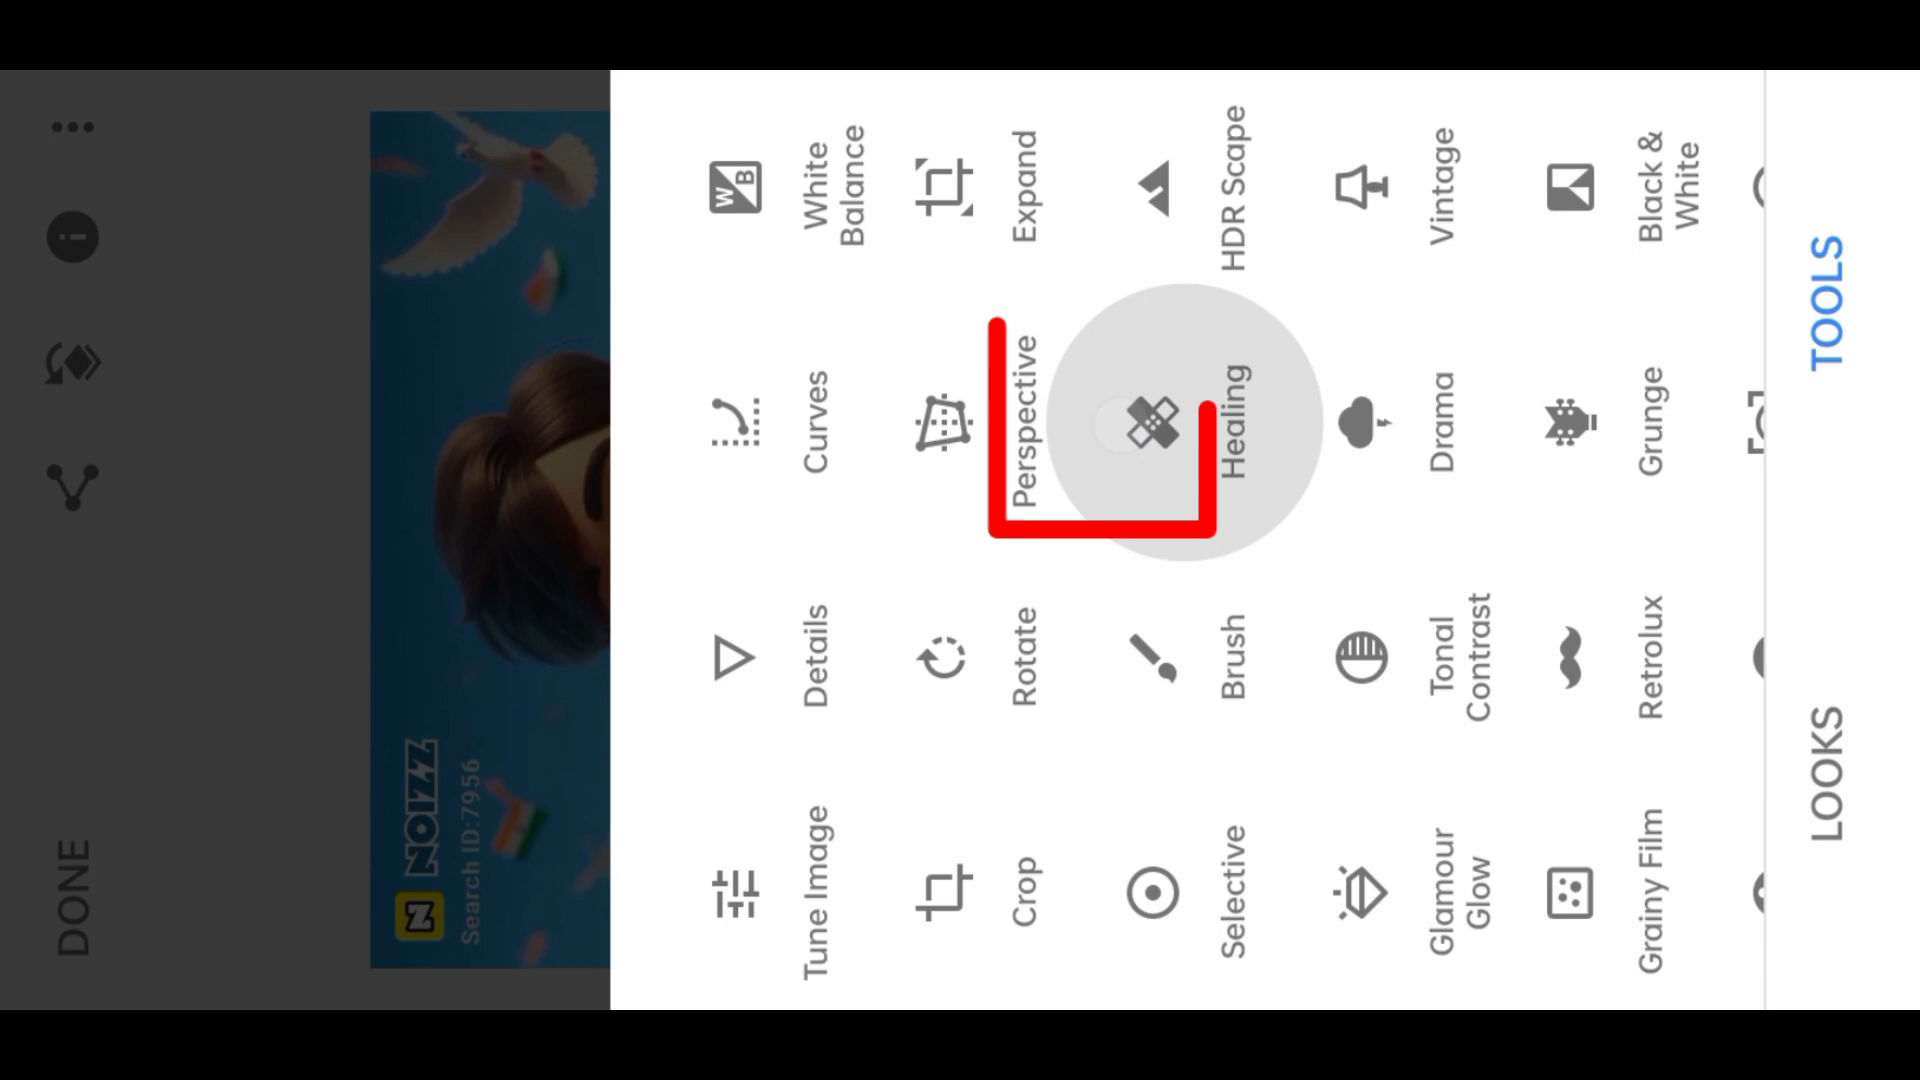 DONE
NOIZZ
Search ID:7956
Tune Image
Details
Curves
White
Balance
Crop
Rotate
Perspective
Expand
Selective
Brush
Healing
HDR Scape
Glamour
Glow
Tonal
Contrast
Drama
Vintage
Grainy Film
Retrolux
Grunge
Black &
White
LOOKS
TOOLS